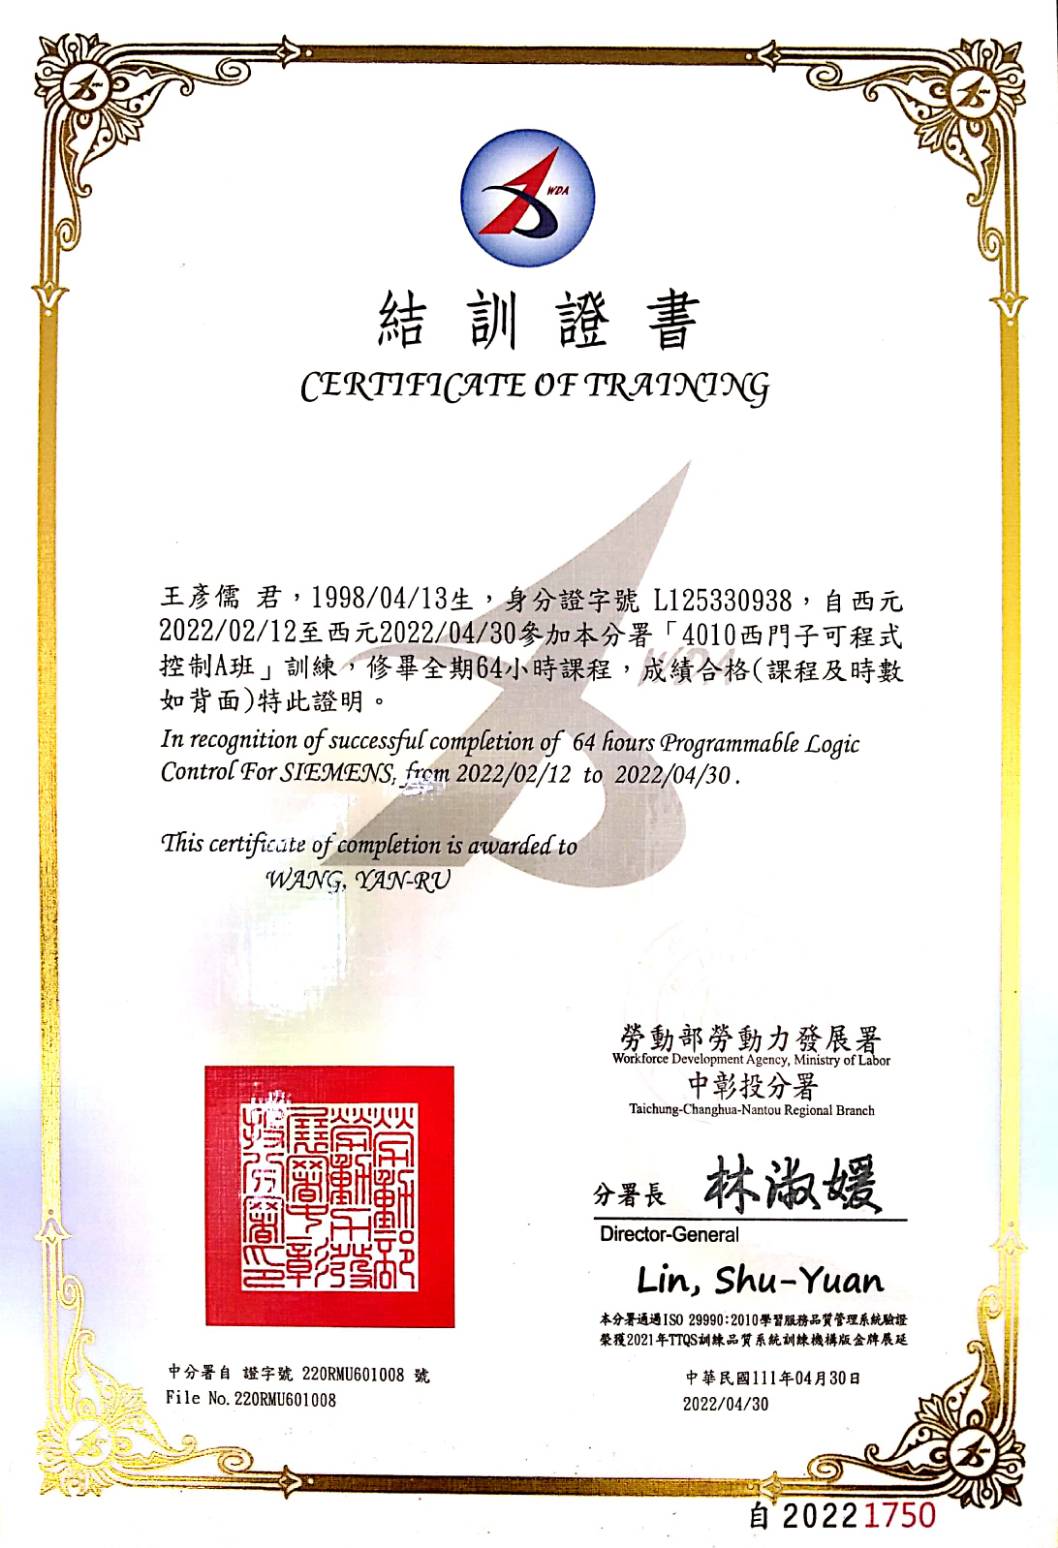 WDA
結訓證書
CERTIFICATE OF TRAINING
王彥儒 君,1998/04/13生,身分證字號 L125330938,自西元
2022/02/12至西元2022/04/30參加本分署「4010西門子可程式
控制A班」訓練,修畢全期64小時課程,成績合格(課程及時數
如背面)特此證明。
In recognition of successful completion of 64 hours Programmable Logic
Control For SIEMENS, from 2022/02/12 to 2022/04/30.
This certificate of completion is awarded to
WANG, YAN-RU
勞動部勞動力發展署
Workforce Development Agency, Ministry of Labor
中彰投分署
Taichung-Changhua-Nantou Regional Branch
分署長 林淑媛
Director-General
Lin, Shu-Yuan
本分署通過ISO 29990:2010學習服務品質管理系統驗證
榮獲2021年TTQS訓練品質系統訓練機構版金牌展延
中分署自 證字號 220RMU601008 號
File No. 220RMU601008
中華民國111年04月30日
2022/04/30
自 20221750